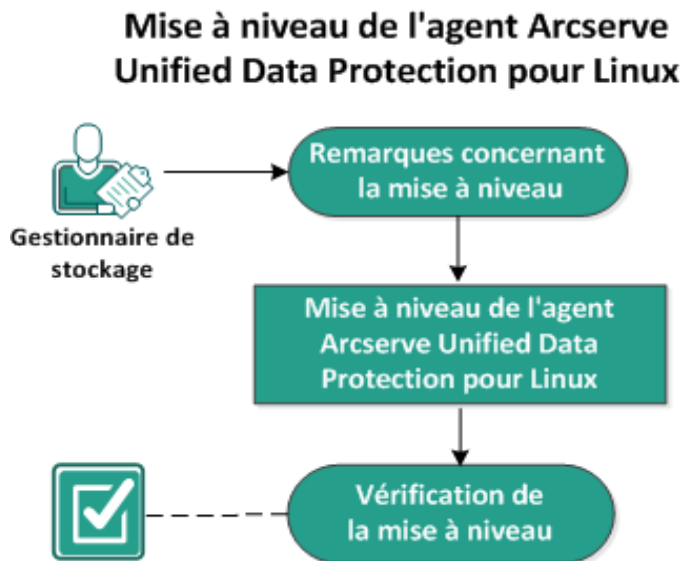 Mise à niveau de l'agent Arcserve
Unified Data Protection pour Linux
Remarques concernant
la mise à niveau
Gestionnaire de
stockage
Mise à niveau de l'agent
Arcserve Unified Data
Protection pour Linux
Vérification de
la mise à niveau